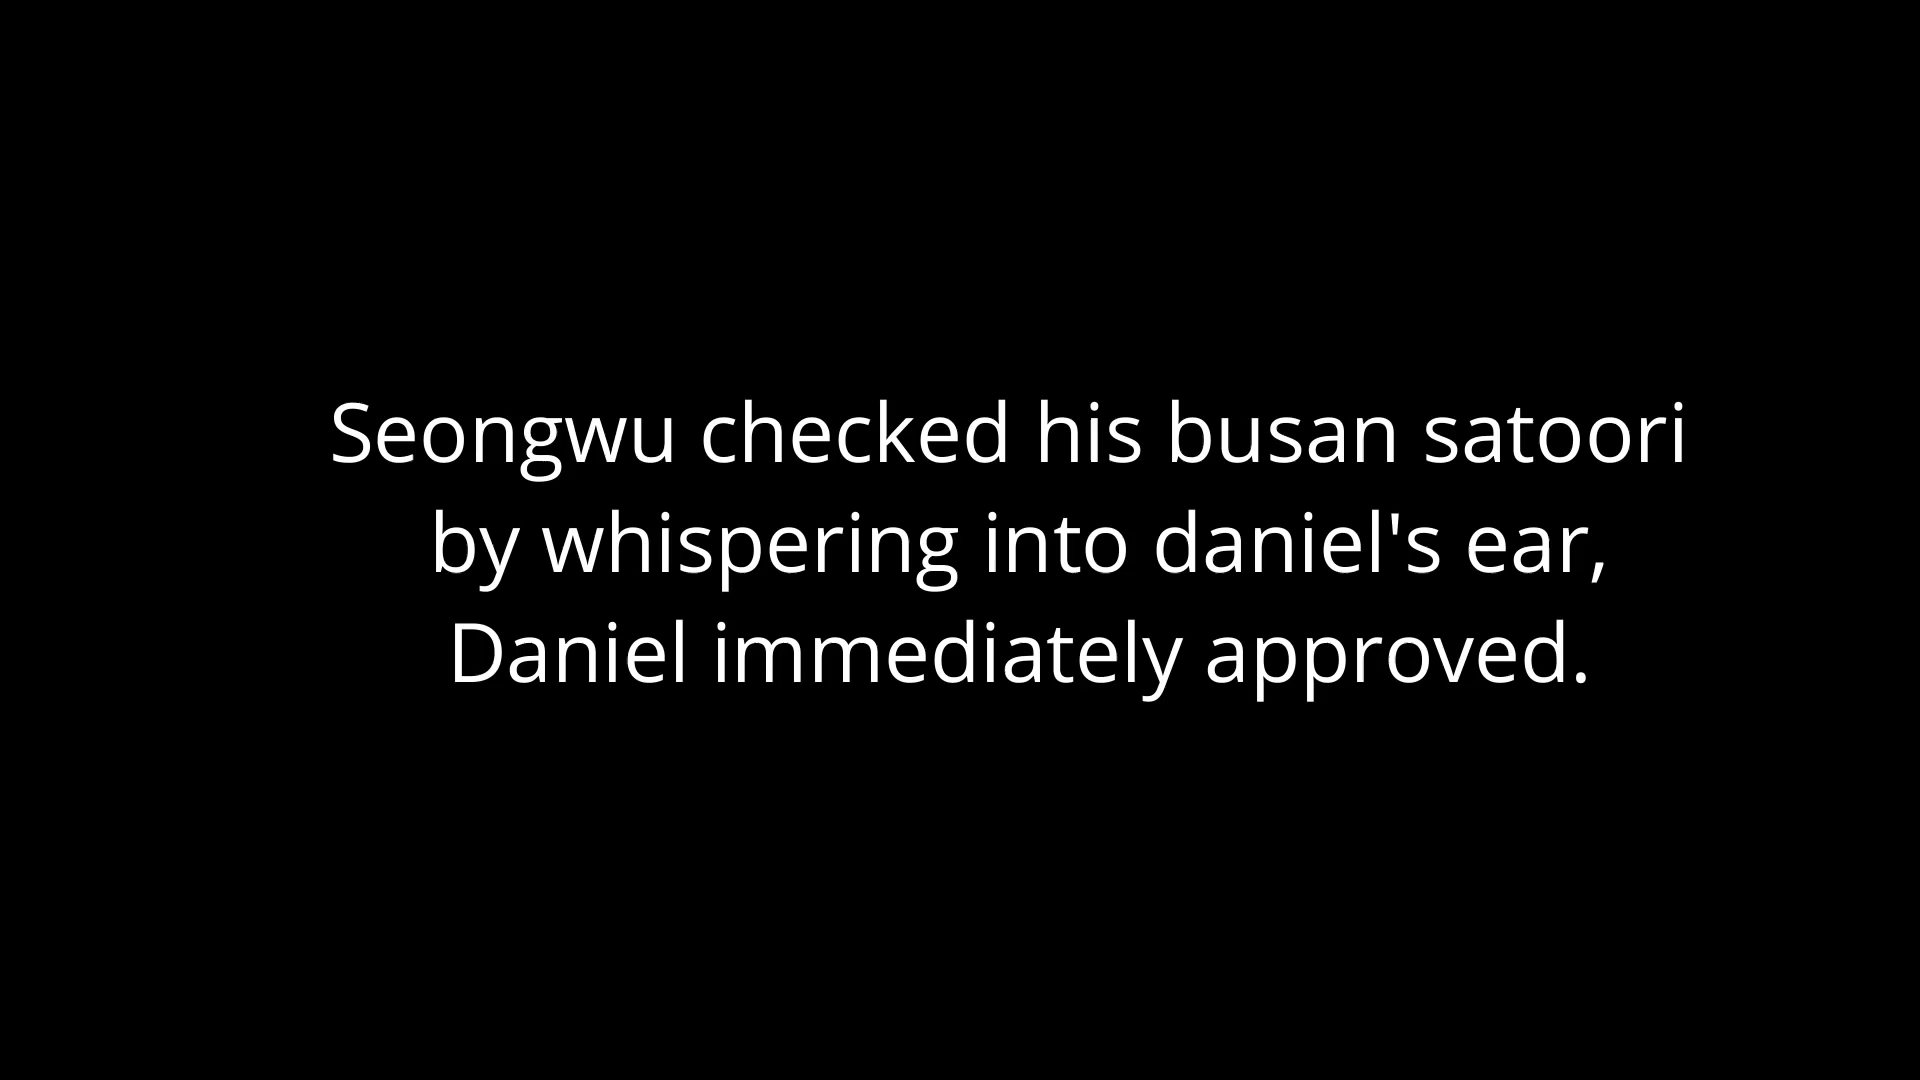 Seongwu checked his busan satoori
by whispering into daniel's ear,
Daniel immediately approved.